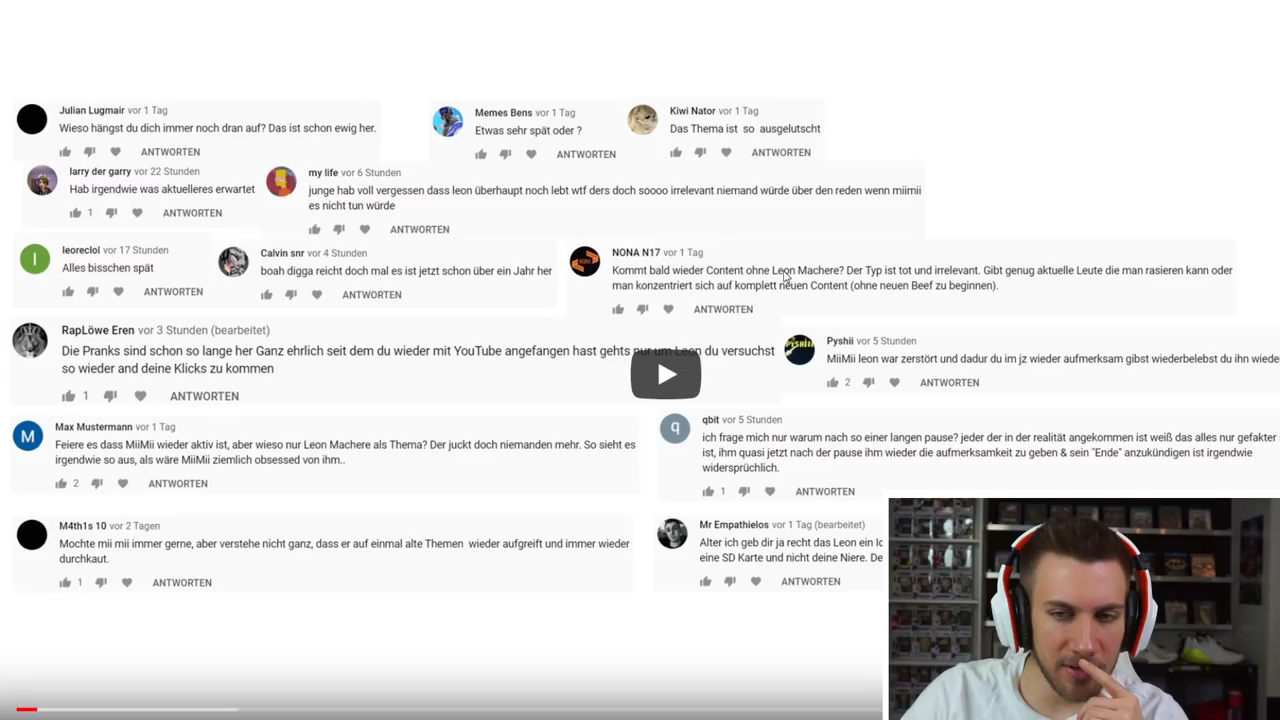 Julian Lugmair vor 1 Tag
Wieso hängst du dich immer noch dran auf? Das ist schon ewig her.
ANTWORTEN
Memes Bens vor 1 Tag
Etwas sehr spät oder ?
ANTWORTEN
Kiwi Nator vor 1 Tag
Das Thema ist so ausgelutscht
ANTWORTEN
larry der garry vor 22 Stunden
Hab irgendwie was aktuelleres erwartet
1 ANTWORTEN
my life vor 6 Stunden
junge hab voll vergessen dass leon überhaupt noch lebt wtf ders doch soooo irrelevant niemand würde über den reden wenn miimii
es nicht tun würde
ANTWORTEN
l
leoreclol vor 17 Stunden
Alles bisschen spät
ANTWORTEN
Calvin snr vor 4 Stunden
boah digga reicht doch mal es ist jetzt schon über ein Jahr her
ANTWORTEN
NONA N17 vor 1 Tag
Kommt bald wieder Content ohne Leon Machere? Der Typ ist tot und irrelevant. Gibt genug aktuelle Leute die man rasieren kann oder
man konzentriert sich auf komplett neuen Content (ohne neuen Beef zu beginnen).
ANTWORTEN
RapLöwe Eren vor 3 Stunden (bearbeitet)
Die Pranks sind schon so lange her Ganz ehrlich seit dem du wieder mit YouTube angefangen hast gehts nur um Leon du versuchst
so wieder and deine Klicks zu kommen
1 ANTWORTEN
PYSHII
Pyshii vor 5 Stunden
MiiMii leon war zerstört und dadur du im jz wieder aufmerksam gibst wiederbelebst du ihn wiede
2 ANTWORTEN
M
Max Mustermann vor 1 Tag
Feiere es dass MiiMii wieder aktiv ist, aber wieso nur Leon Machere als Thema? Der juckt doch niemanden mehr. So sieht es
irgendwie so aus, als wäre MiiMii ziemlich obsessed von ihm..
2 ANTWORTEN
q
qbit vor 5 Stunden
ich frage mich nur warum nach so einer langen pause? jeder der in der realität angekommen ist weiß das alles nur gefakter
ist, ihm quasi jetzt nach der pause ihm wieder die aufmerksamkeit zu geben & sein "Ende" anzukündigen ist irgendwie
widersprüchlich.
1 ANTWORTEN
M4th1s 10 vor 2 Tagen
Mochte mii mii immer gerne, aber verstehe nicht ganz, dass er auf einmal alte Themen wieder aufgreift und immer wieder
durchkaut.
1 ANTWORTEN
Mr Empathielos vor 1 Tag (bearbeitet)
Alter ich geb dir ja recht das Leon ein
eine SD Karte und nicht deine Niere. De
ANTWORTEN